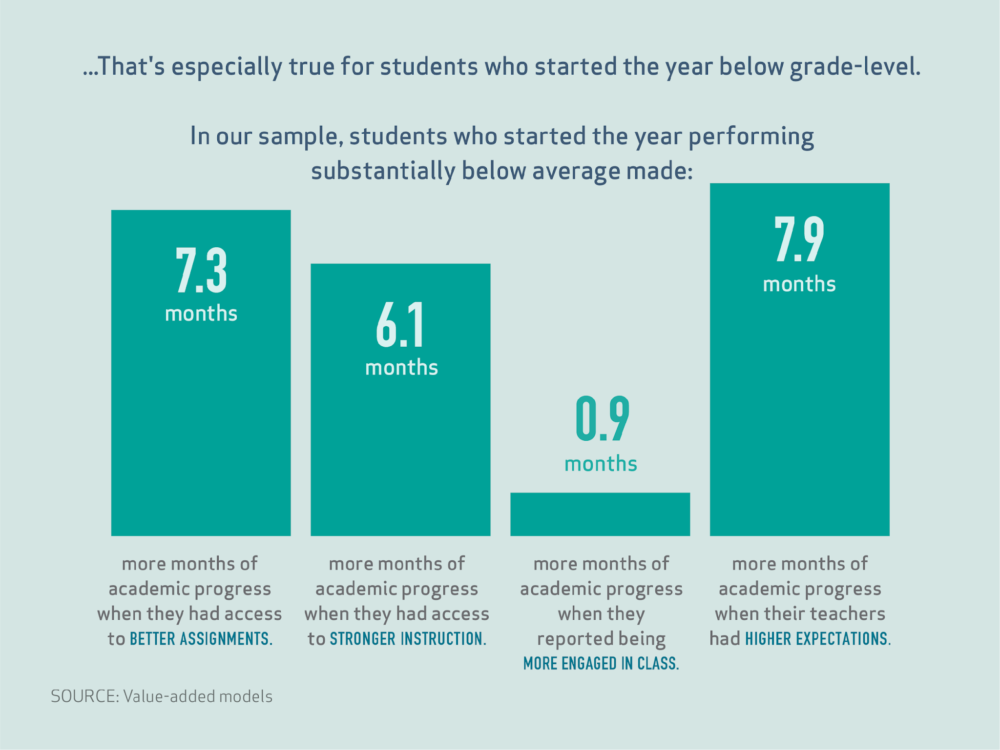 ...That's especially true for students who started the year below grade-level.
In our sample, students who started the year performing
substantially below average made:
7.3
months
6.1
months
0.9
months
7.9
months
more months of
academic progress
when they had access
to BETTER ASSIGNMENTS.
more months of
academic progress
when they had access
to STRONGER INSTRUCTION.
more months of
academic progress
when they
reported being
MORE ENGAGED IN CLASS.
more months of
academic progress
when their teachers
had HIGHER EXPECTATIONS.
SOURCE: Value-added models